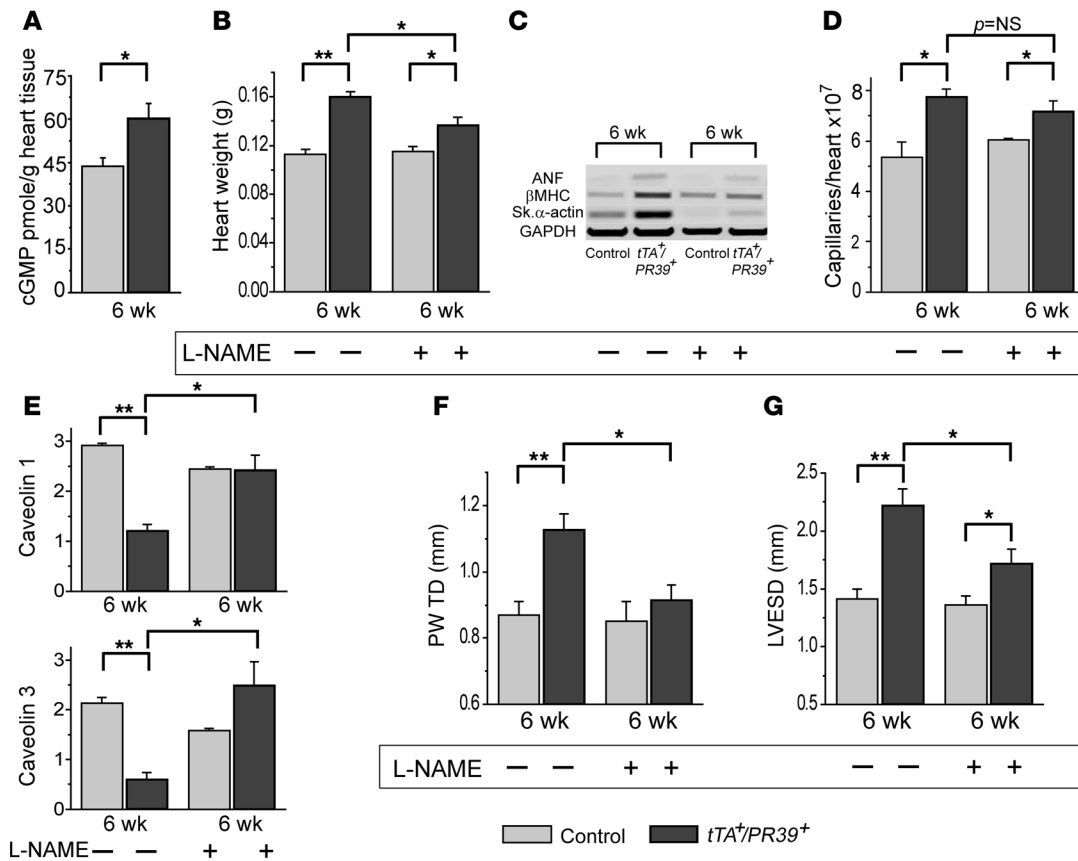 A
B
C
D
*
cGMP pmole/g heart tissue
75
60
45
30
15
0
6 wk
*
**
*
Heart weight (g)
0.16
0.12
0.08
0.04
0.00
6 wk
6 wk
6 wk
6 wk
ANF
βMHC
Sk.α-actin
GAPDH
Control
tTA+/
PR39+
Control
tTA+/
PR39+
p=NS
*
*
Capillaries/heart x10⁷
8
6
4
2
0
6 wk
6 wk
L-NAME − − + + − − + + − − + +
E
*
**
Caveolin 1
3
2
1
0
6 wk
6 wk
*
**
Caveolin 3
3
2
1
0
6 wk
6 wk
L-NAME − − + +
F
*
**
PW TD (mm)
1.2
1.0
0.8
0.6
6 wk
6 wk
G
*
**
*
LVESD (mm)
2.5
2.0
1.5
1.0
0.5
6 wk
6 wk
L-NAME − − + + − − + +
Control
tTA+/PR39+